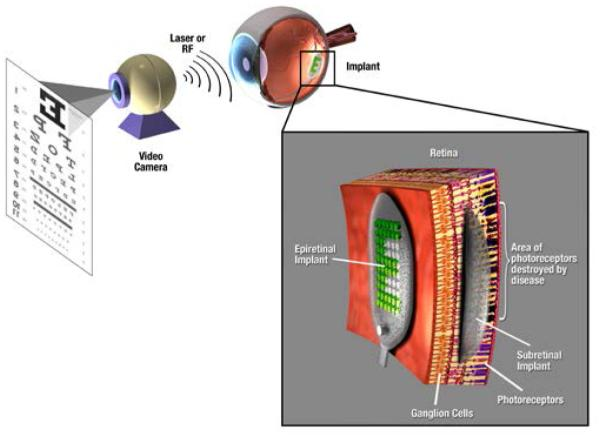 Laser or
RF
Implant
Video
Camera
Retina
Epiretinal
Implant
Area of
photoreceptors
destroyed by
disease
Subretinal
Implant
Photoreceptors
Ganglion Cells